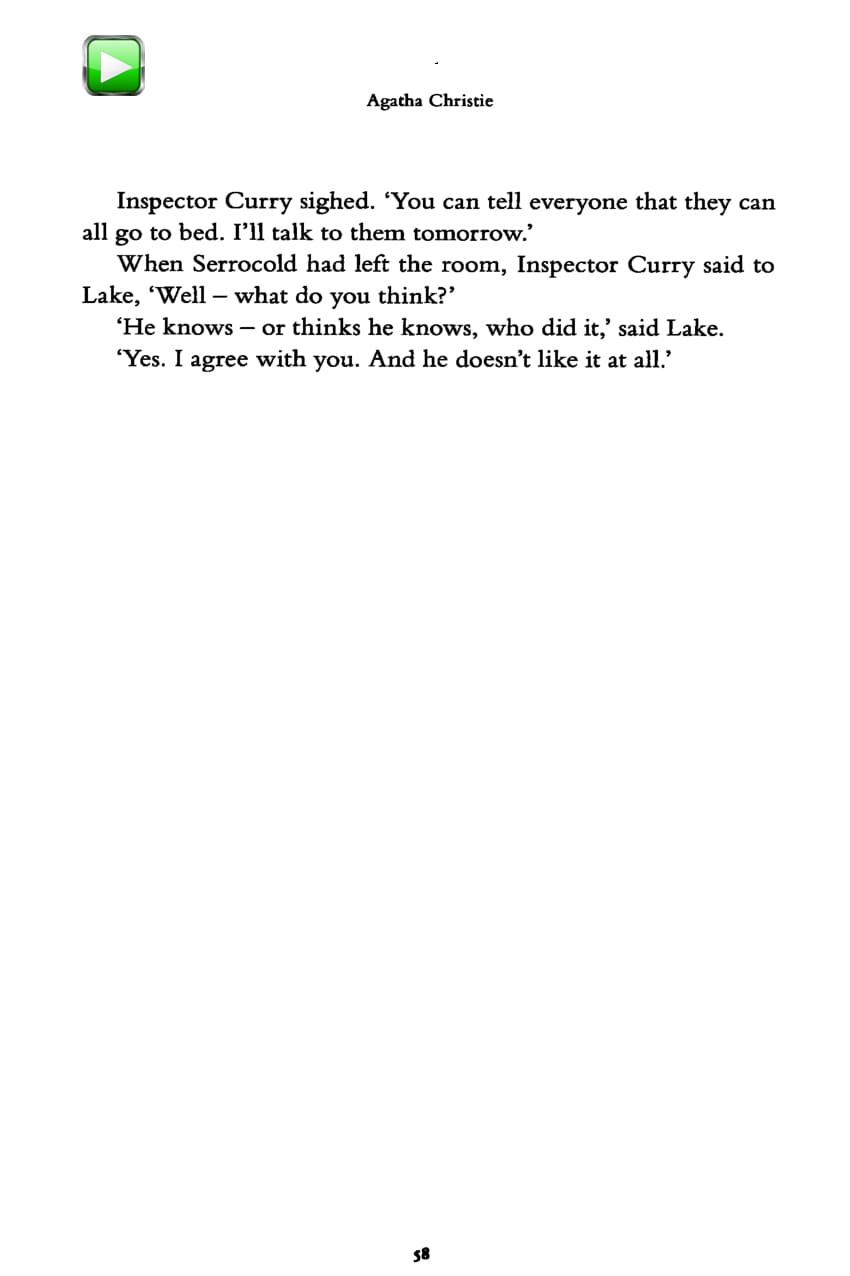 Agatha Christie
Inspector Curry sighed. ‘You can tell everyone that they can
all go to bed. I’ll talk to them tomorrow.’
When Serrocold had left the room, Inspector Curry said to
Lake, ‘Well – what do you think?’
‘He knows – or thinks he knows, who did it,’ said Lake.
‘Yes. I agree with you. And he doesn’t like it at all.’
58